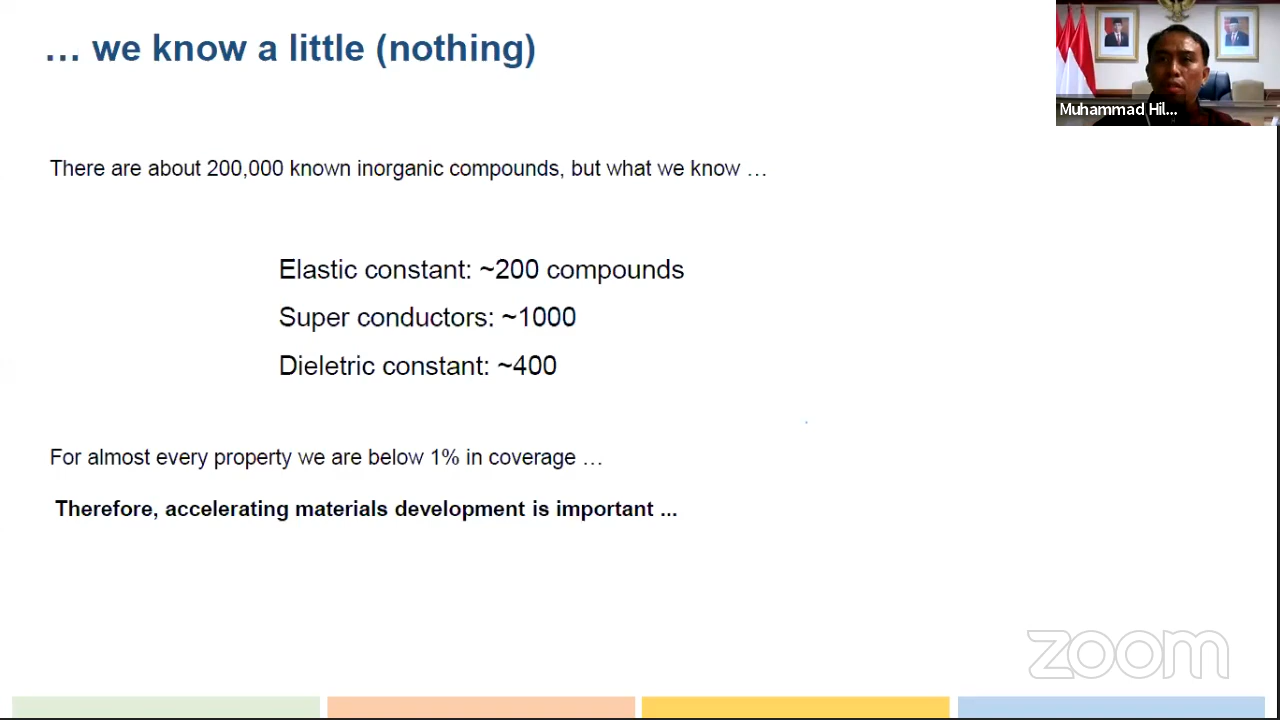 … we know a little (nothing)
Muhammad Hil...
There are about 200,000 known inorganic compounds, but what we know …
Elastic constant: ~200 compounds
Super conductors: ~1000
Dieletric constant: ~400
For almost every property we are below 1% in coverage …
Therefore, accelerating materials development is important ...
zoom